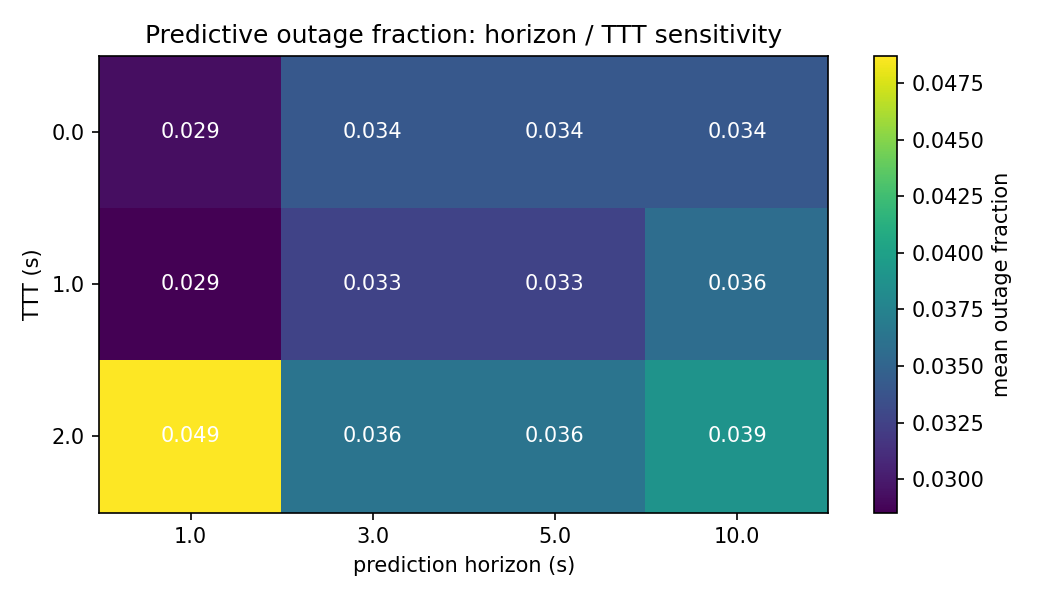 Predictive outage fraction: horizon / TTT sensitivity
TTT (s)
0.0
1.0
2.0
0.029 0.034 0.034 0.034
0.029 0.033 0.033 0.036
0.049 0.036 0.036 0.039
1.0 3.0 5.0 10.0
prediction horizon (s)
0.0475
0.0450
0.0425
0.0400
0.0375
0.0350
0.0325
0.0300
mean outage fraction